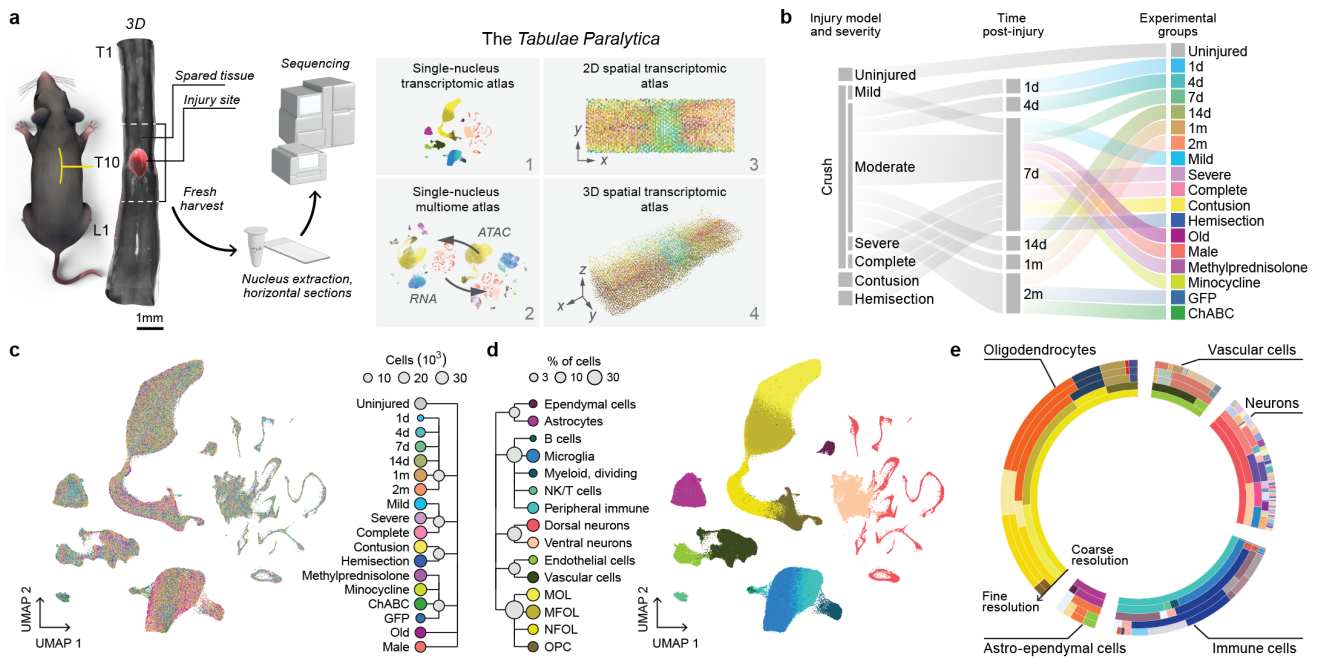 a
3D
T1
Spared tissue
Injury site
T10
L1
1mm
Fresh
harvest
Sequencing
Nucleus extraction,
horizontal sections
The Tabulae Paralytica
Single-nucleus
transcriptomic atlas
1
2D spatial transcriptomic
atlas
y
x
3
Single-nucleus
multiome atlas
ATAC
RNA
2
3D spatial transcriptomic
atlas
z
x
y
4
b
Injury model
and severity
Time
post-injury
Experimental
groups
Uninjured
Mild
Crush
Moderate
Severe
Complete
Contusion
Hemisection
1d
4d
7d
14d
1m
2m
Uninjured
1d
4d
7d
14d
1m
2m
Mild
Severe
Complete
Contusion
Hemisection
Old
Male
Methylprednisolone
Minocycline
GFP
ChABC
c
UMAP 2
UMAP 1
Cells (10³)
10 20 30
Uninjured
1d
4d
7d
14d
1m
2m
Mild
Severe
Complete
Contusion
Hemisection
Methylprednisolone
Minocycline
ChABC
GFP
Old
Male
d
% of cells
3 10 30
Ependymal cells
Astrocytes
B cells
Microglia
Myeloid, dividing
NK/T cells
Peripheral immune
Dorsal neurons
Ventral neurons
Endothelial cells
Vascular cells
MOL
MFOL
NFOL
OPC
UMAP 2
UMAP 1
e
Oligodendrocytes
Vascular cells
Neurons
Coarse
resolution
Fine
resolution
Astro-ependymal cells
Immune cells